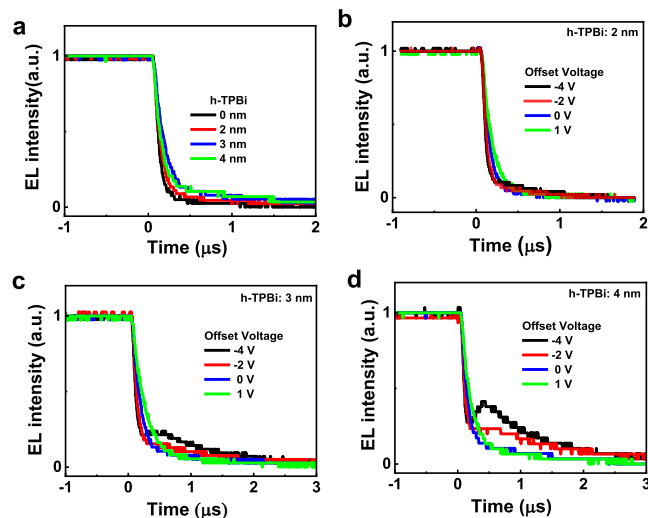 a
EL intensity(a.u.)
1
0
h-TPBi
0 nm
2 nm
3 nm
4 nm
-1 0 1 2
Time (μs)
b
h-TPBi: 2 nm
EL intensity (a.u.)
1
0
Offset Voltage
-4 V
-2 V
0 V
1 V
-1 0 1 2
Time (μs)
c
h-TPBi: 3 nm
EL intensity(a.u.)
1
0
Offset Voltage
-4 V
-2 V
0 V
1 V
-1 0 1 2 3
Time (μs)
d
h-TPBi: 4 nm
EL intensity (a.u.)
1
0
Offset Voltage
-4 V
-2 V
0 V
1 V
-1 0 1 2 3
Time (μs)